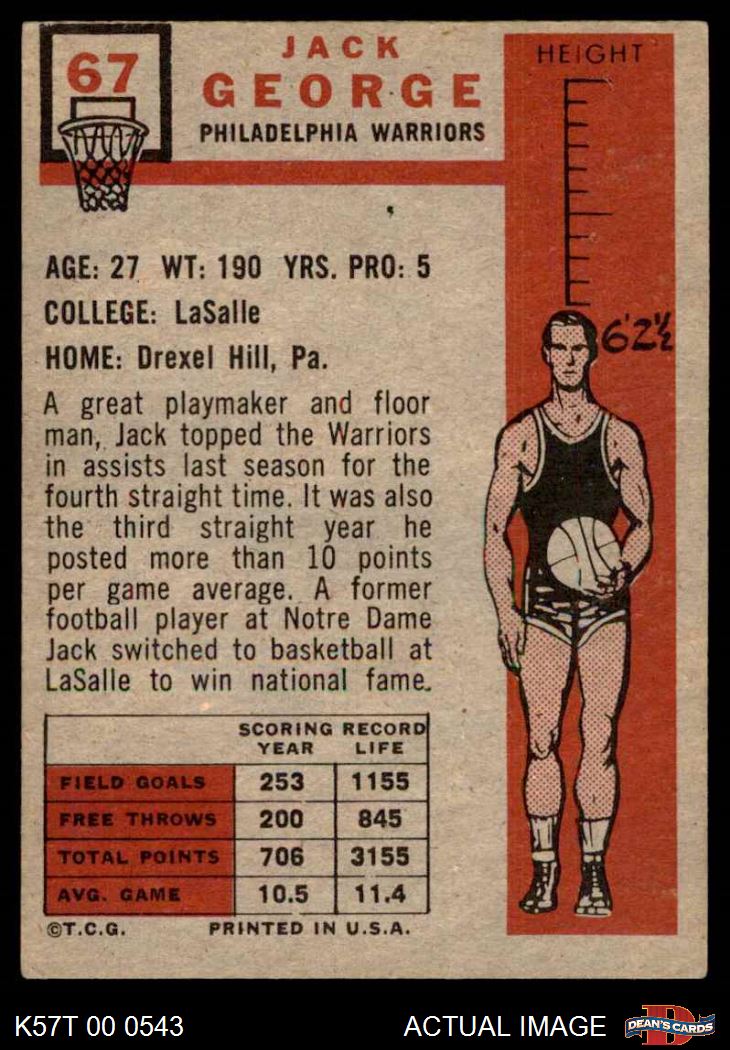 67
JACK
GEORGE
PHILADELPHIA WARRIORS
HEIGHT
6'2½
AGE: 27 WT: 190 YRS. PRO: 5
COLLEGE: LaSalle
HOME: Drexel Hill, Pa.
A great playmaker and floor
man, Jack topped the Warriors
in assists last season for the
fourth straight time. It was also
the third straight year he
posted more than 10 points
per game average. A former
football player at Notre Dame
Jack switched to basketball at
LaSalle to win national fame.
SCORING RECORD
YEAR LIFE
FIELD GOALS 253 1155
FREE THROWS 200 845
TOTAL POINTS 706 3155
AVG. GAME 10.5 11.4
©T.C.G. PRINTED IN U.S.A.
K57T 00 0543 ACTUAL IMAGE D DEAN'S CARDS